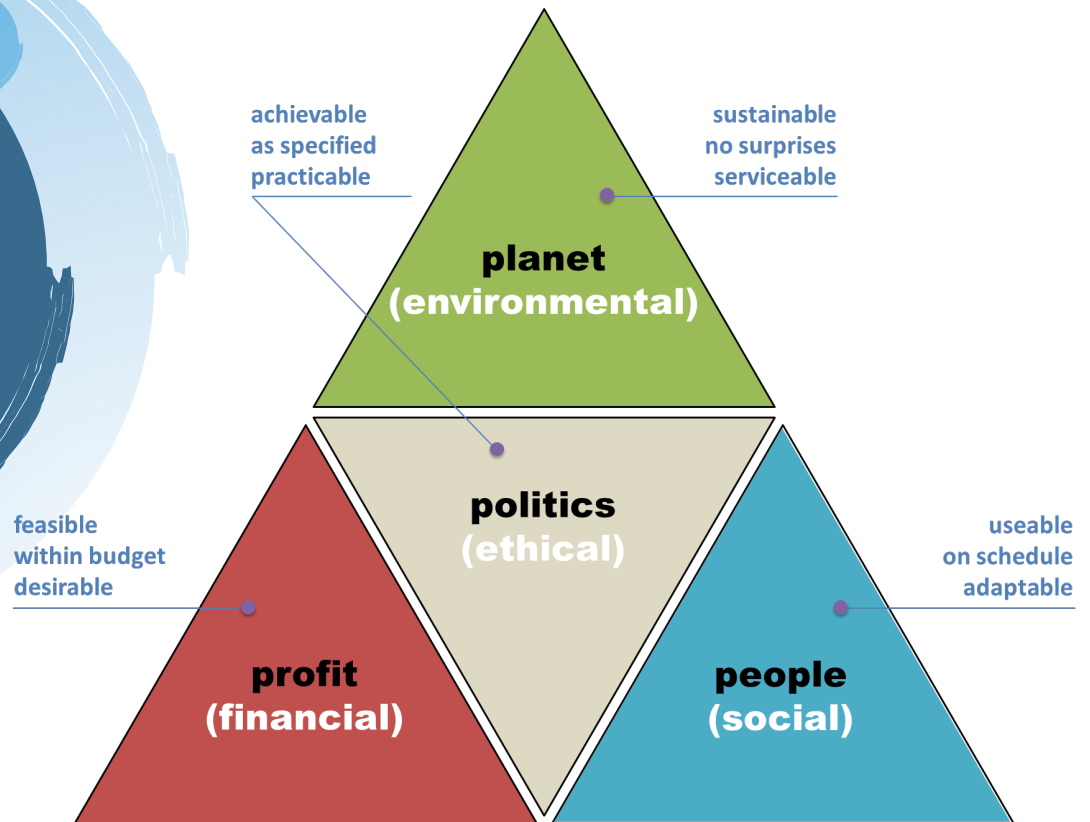 achievable
as specified
practicable
sustainable
no surprises
serviceable
planet
(environmental)
politics
(ethical)
feasible
within budget
desirable
useable
on schedule
adaptable
profit
(financial)
people
(social)